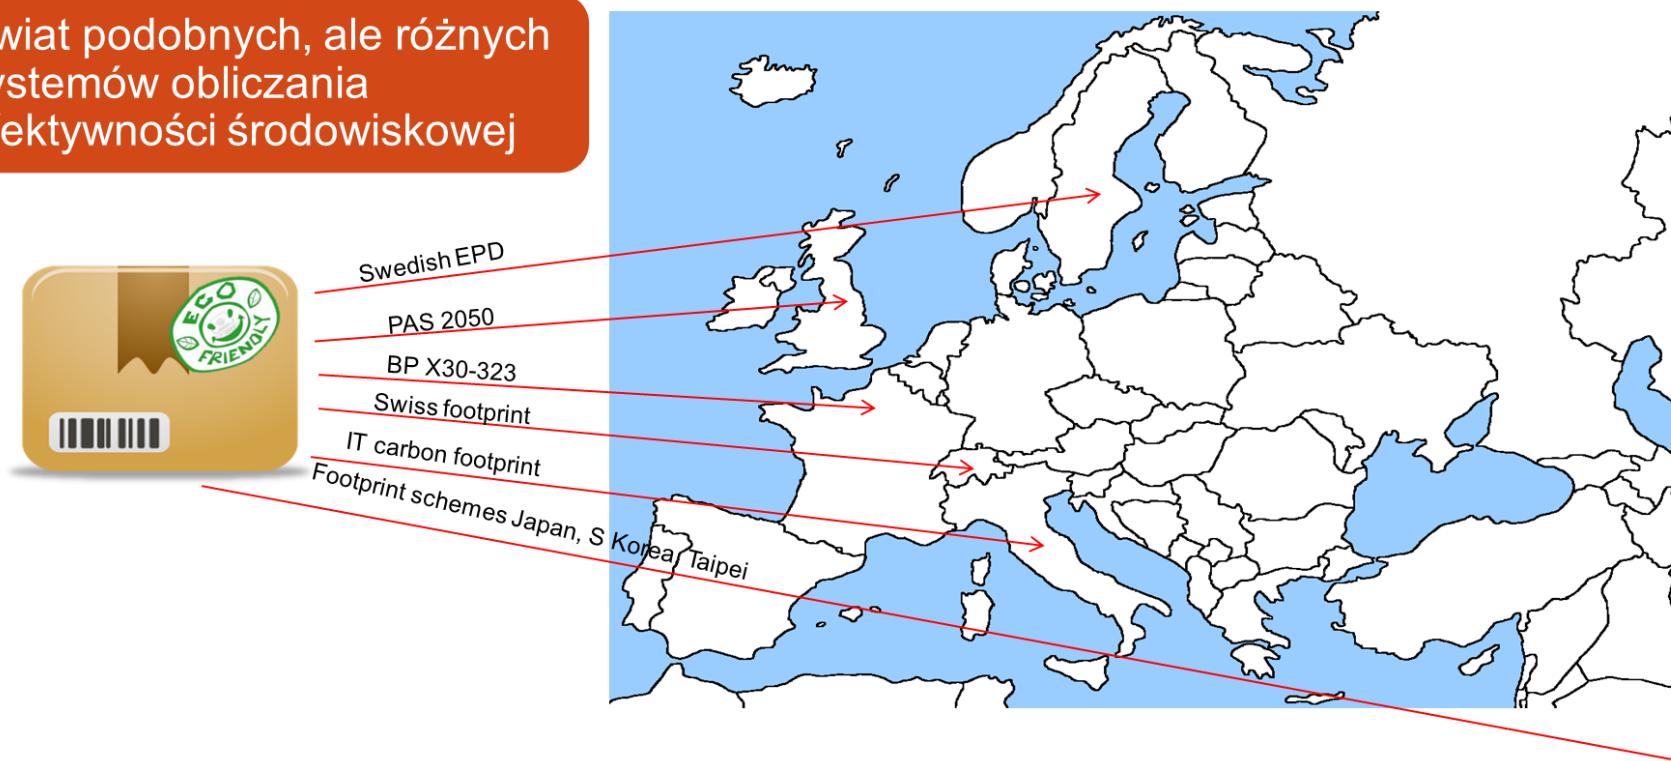 wiat podobnych, ale różnych
ystemów obliczania
fektywności środowiskowej
ECO
FRIENDLY
Swedish EPD
PAS 2050
BP X30-323
Swiss footprint
IT carbon footprint
Footprint schemes Japan, S Korea, Taipei